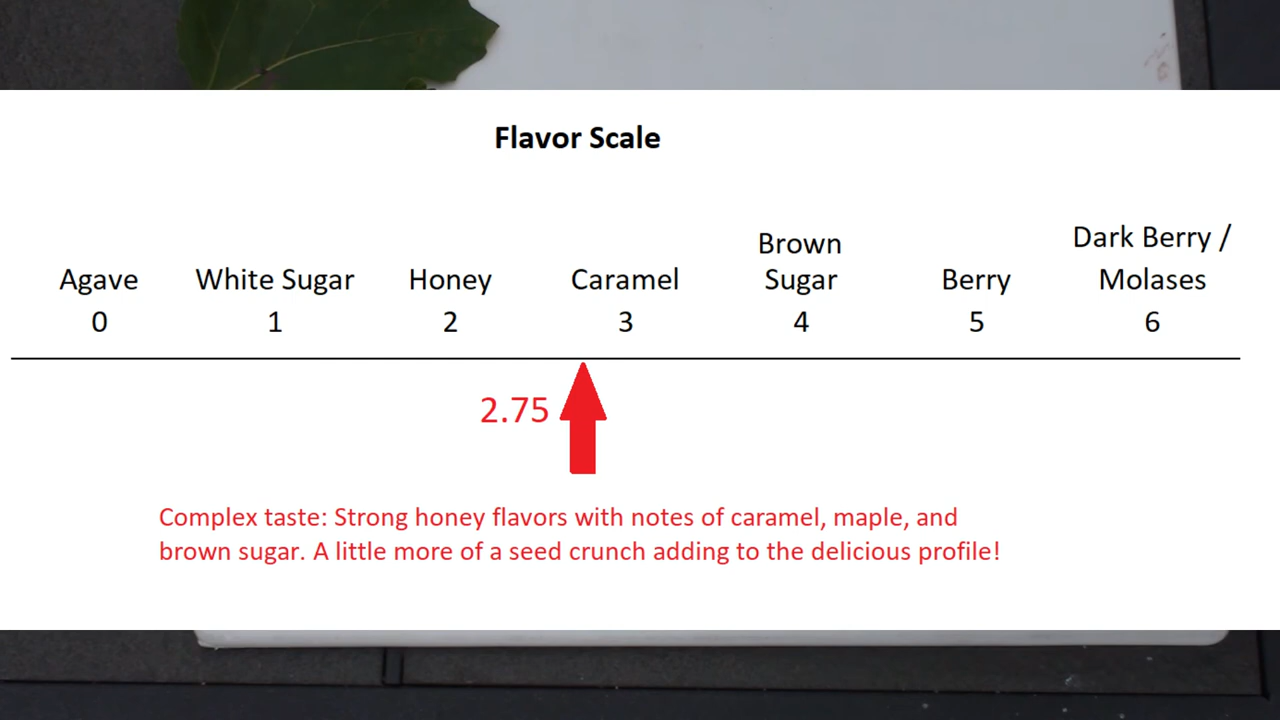 Flavor Scale
Brown
Dark Berry /
Agave White Sugar Honey Caramel Sugar Berry Molases
0 1 2 3 4 5 6
2.75
Complex taste: Strong honey flavors with notes of caramel, maple, and
brown sugar. A little more of a seed crunch adding to the delicious profile!